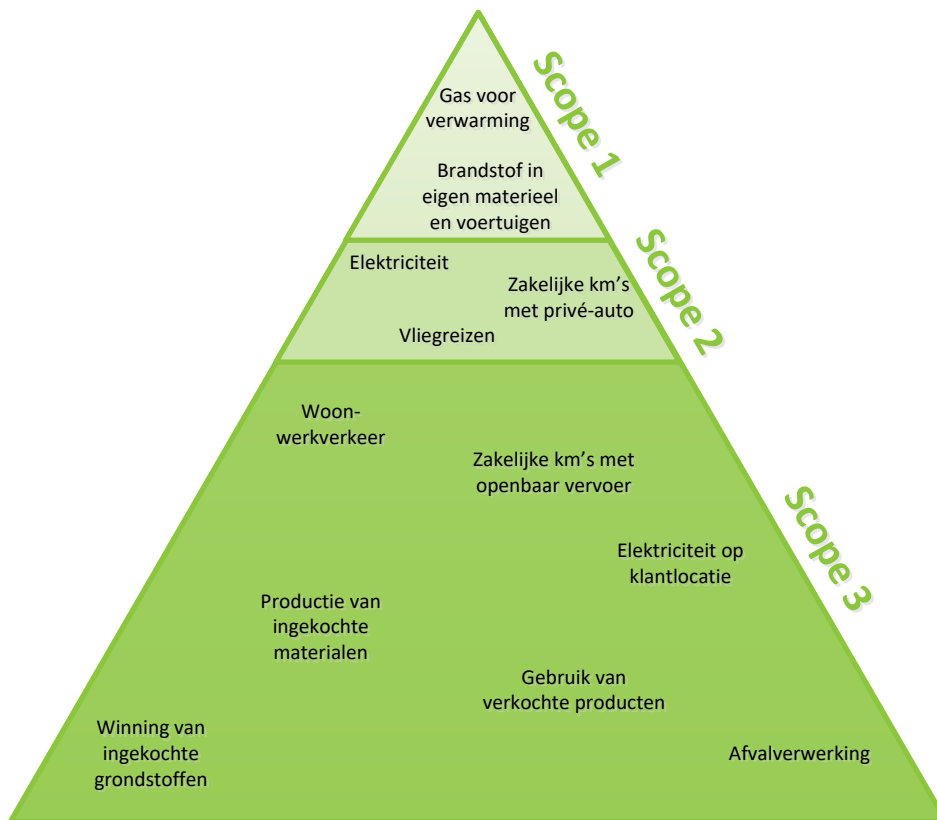 Scope 1
Gas voor
verwarming
Brandstof in
eigen materieel
en voertuigen
Scope 2
Elektriciteit
Zakelijke km's
met privé-auto
Vliegreizen
Scope 3
Woon-
werkverkeer
Zakelijke km's met
openbaar vervoer
Elektriciteit op
klantlocatie
Productie van
ingekochte
materialen
Gebruik van
verkochte producten
Winning van
ingekochte
grondstoffen
Afvalverwerking